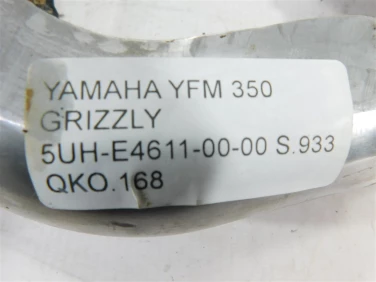 YAMAHA YFM 350
GRIZZLY
5UH-E4611-00-00 S.933
QKO.168